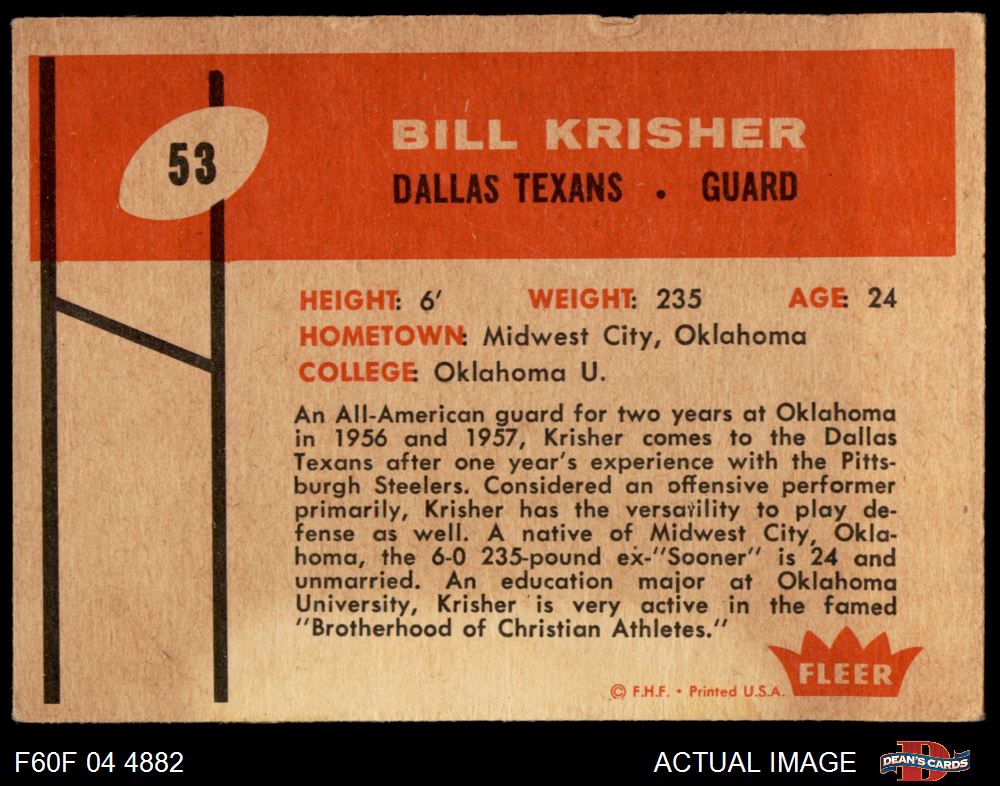 53
BILL KRISHER
DALLAS TEXANS • GUARD
HEIGHT: 6' WEIGHT: 235 AGE: 24
HOMETOWN: Midwest City, Oklahoma
COLLEGE: Oklahoma U.
An All-American guard for two years at Oklahoma
in 1956 and 1957, Krisher comes to the Dallas
Texans after one year's experience with the Pitts-
burgh Steelers. Considered an offensive performer
primarily, Krisher has the versatility to play de-
fense as well. A native of Midwest City, Okla-
homa, the 6-0 235-pound ex-"Sooner" is 24 and
unmarried. An education major at Oklahoma
University, Krisher is very active in the famed
"Brotherhood of Christian Athletes."
FLEER
© F.H.F. • Printed U.S.A.
F60F 04 4882 ACTUAL IMAGE D DEAN'S CARDS